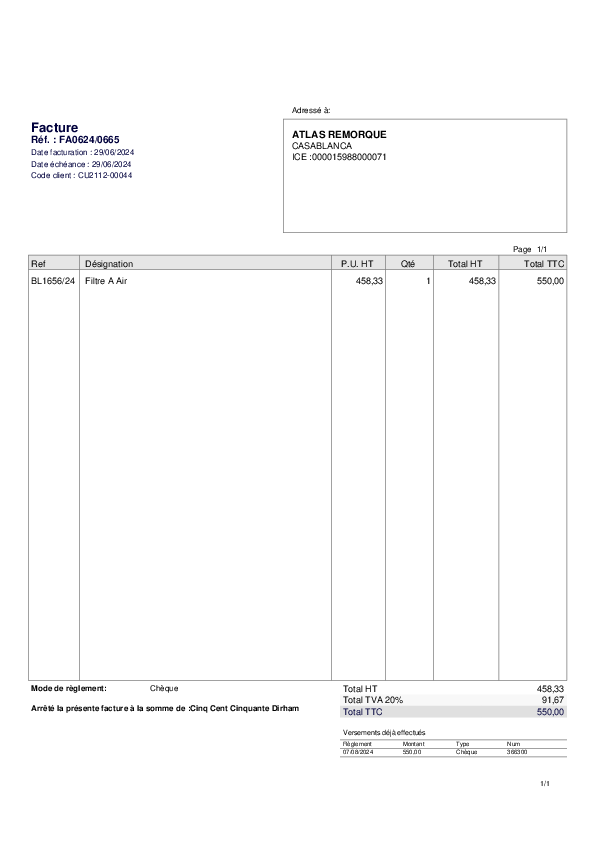 Adressé à:
Facture
Réf. : FA0624/0665
Date facturation : 29/06/2024
Date échéance : 29/06/2024
Code client : CU2112-00044
ATLAS REMORQUE
CASABLANCA
ICE :000015988000071
Page 1/1
Ref Désignation P.U. HT Qté Total HT Total TTC
BL1656/24 Filtre A Air 458,33 1 458,33 550,00
Mode de règlement: Chèque
Arrêté la présente facture à la somme de :Cinq Cent Cinquante Dirham
Total HT 458,33
Total TVA 20% 91,67
Total TTC 550,00
Versements déjà effectués
Règlement Montant Type Num
07/08/2024 550,00 Chèque 366300
1/1